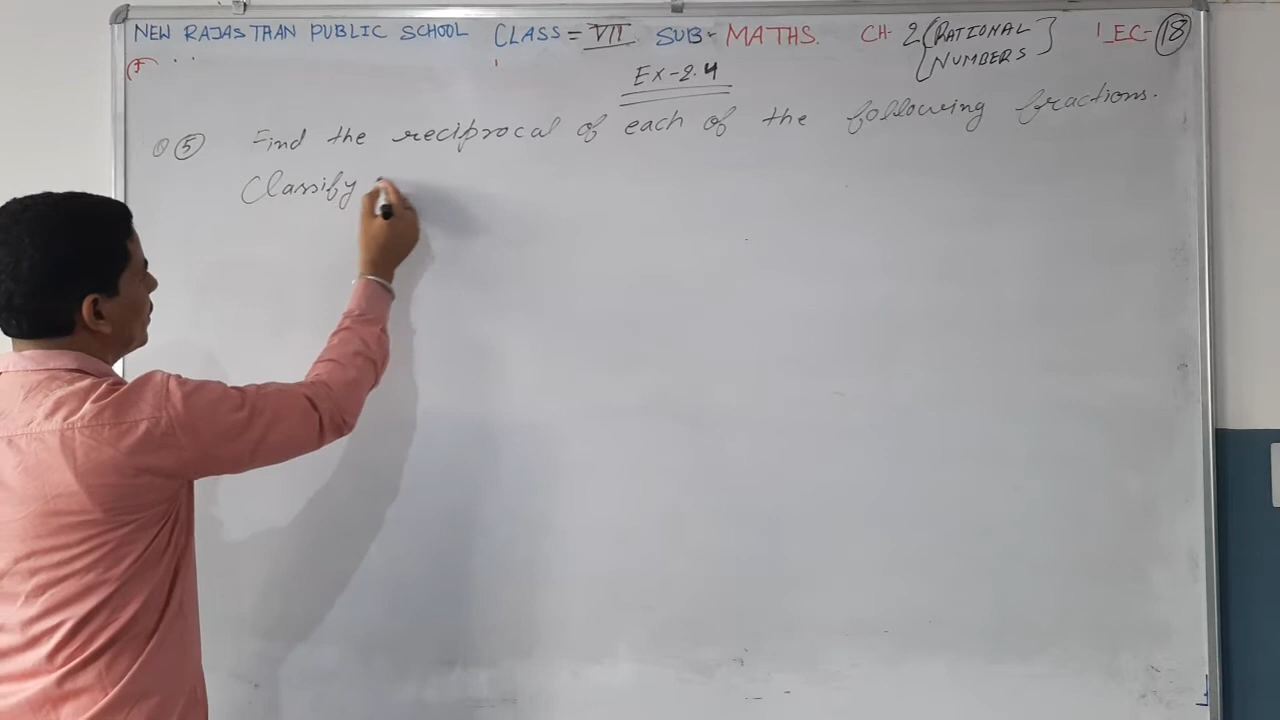 NEW RAJASTHAN PUBLIC SCHOOL CLASS = VII SUB- MATHS. CH- 2 (RATIONAL NUMBERS) LEC- 18
Ex-2.4
Q 5 Find the reciprocal of each of the following fractions.
Classify